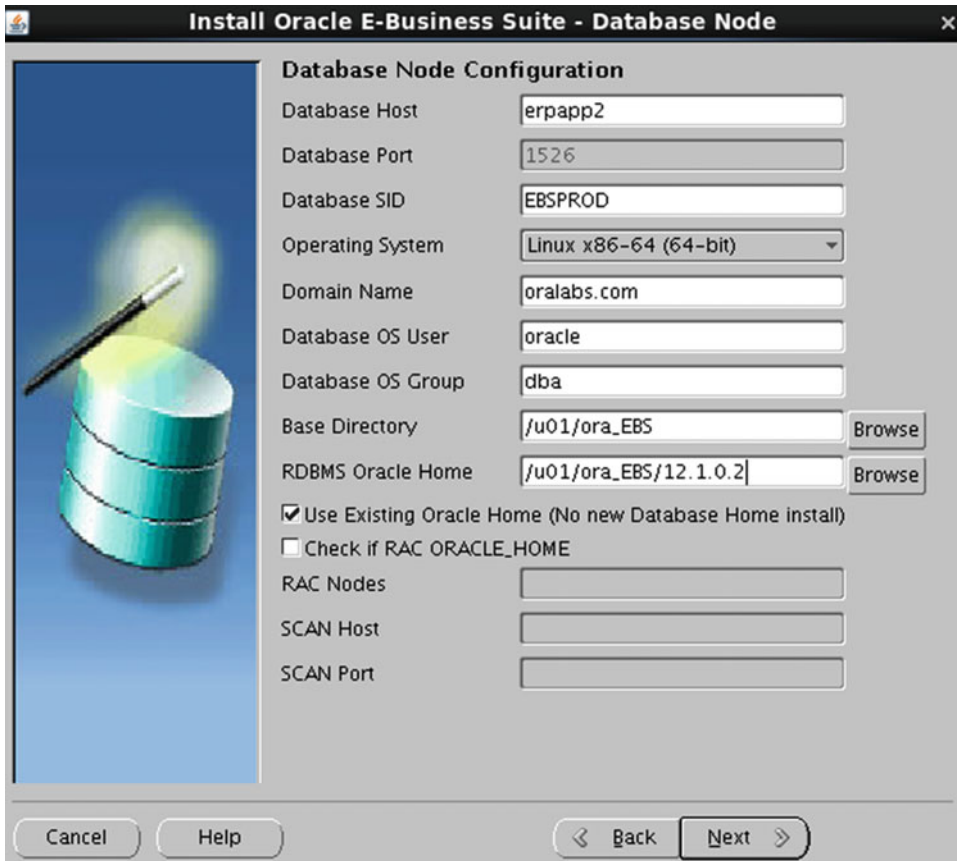 Install Oracle E-Business Suite - Database Node
Database Node Configuration
Database Host erpapp2
Database Port 1526
Database SID EBSPROD
Operating System Linux x86-64 (64-bit)
Domain Name oralabs.com
Database OS User oracle
Database OS Group dba
Base Directory /u01/ora_EBS Browse
RDBMS Oracle Home /u01/ora_EBS/12.1.0.2 Browse
Use Existing Oracle Home (No new Database Home install)
Check if RAC ORACLE_HOME
RAC Nodes
SCAN Host
SCAN Port
Cancel Help Back Next